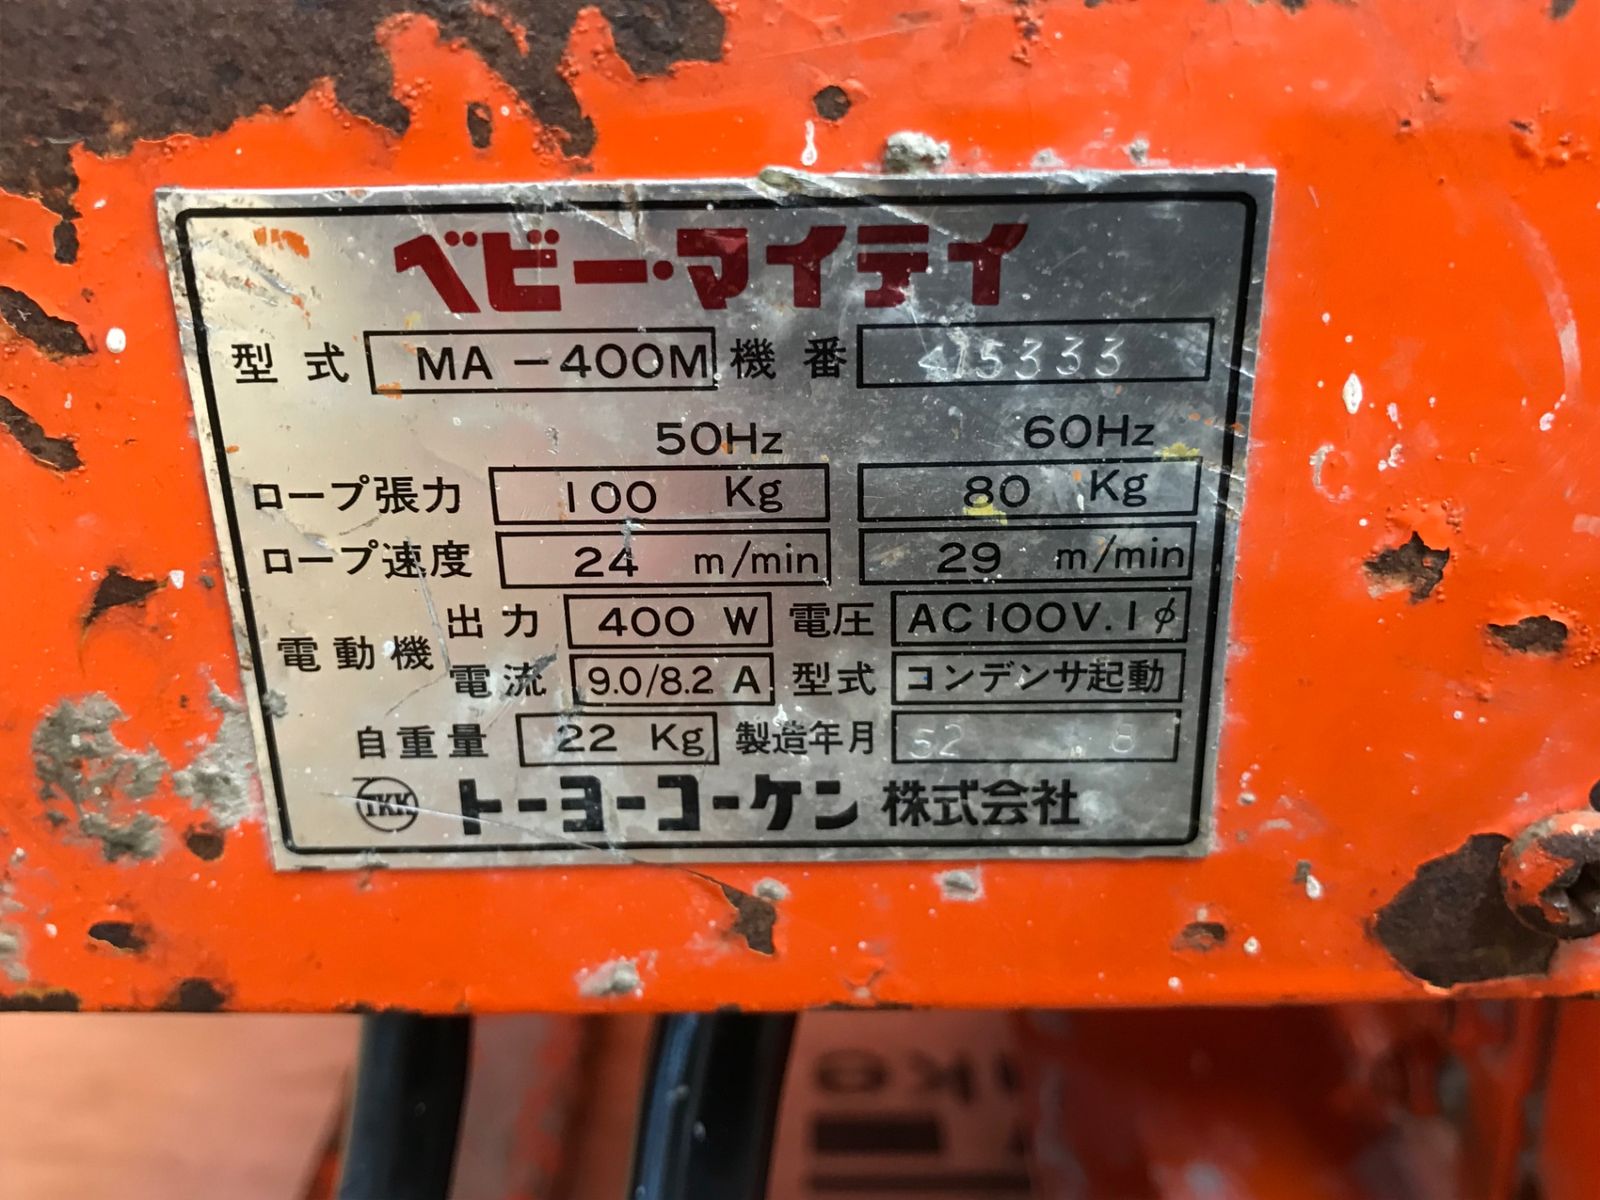 ベビー・マイティ
型式 MA-400M 機番 415333
50Hz 60Hz
ロープ張力 100 Kg 80 Kg
ロープ速度 24 m/min 29 m/min
電動機 出力 400 W 電圧 AC100V.1φ
電流 9.0/8.2 A 型式 コンデンサ起動
自重量 22 Kg 製造年月 52 8
TKK トーヨーコーケン株式会社